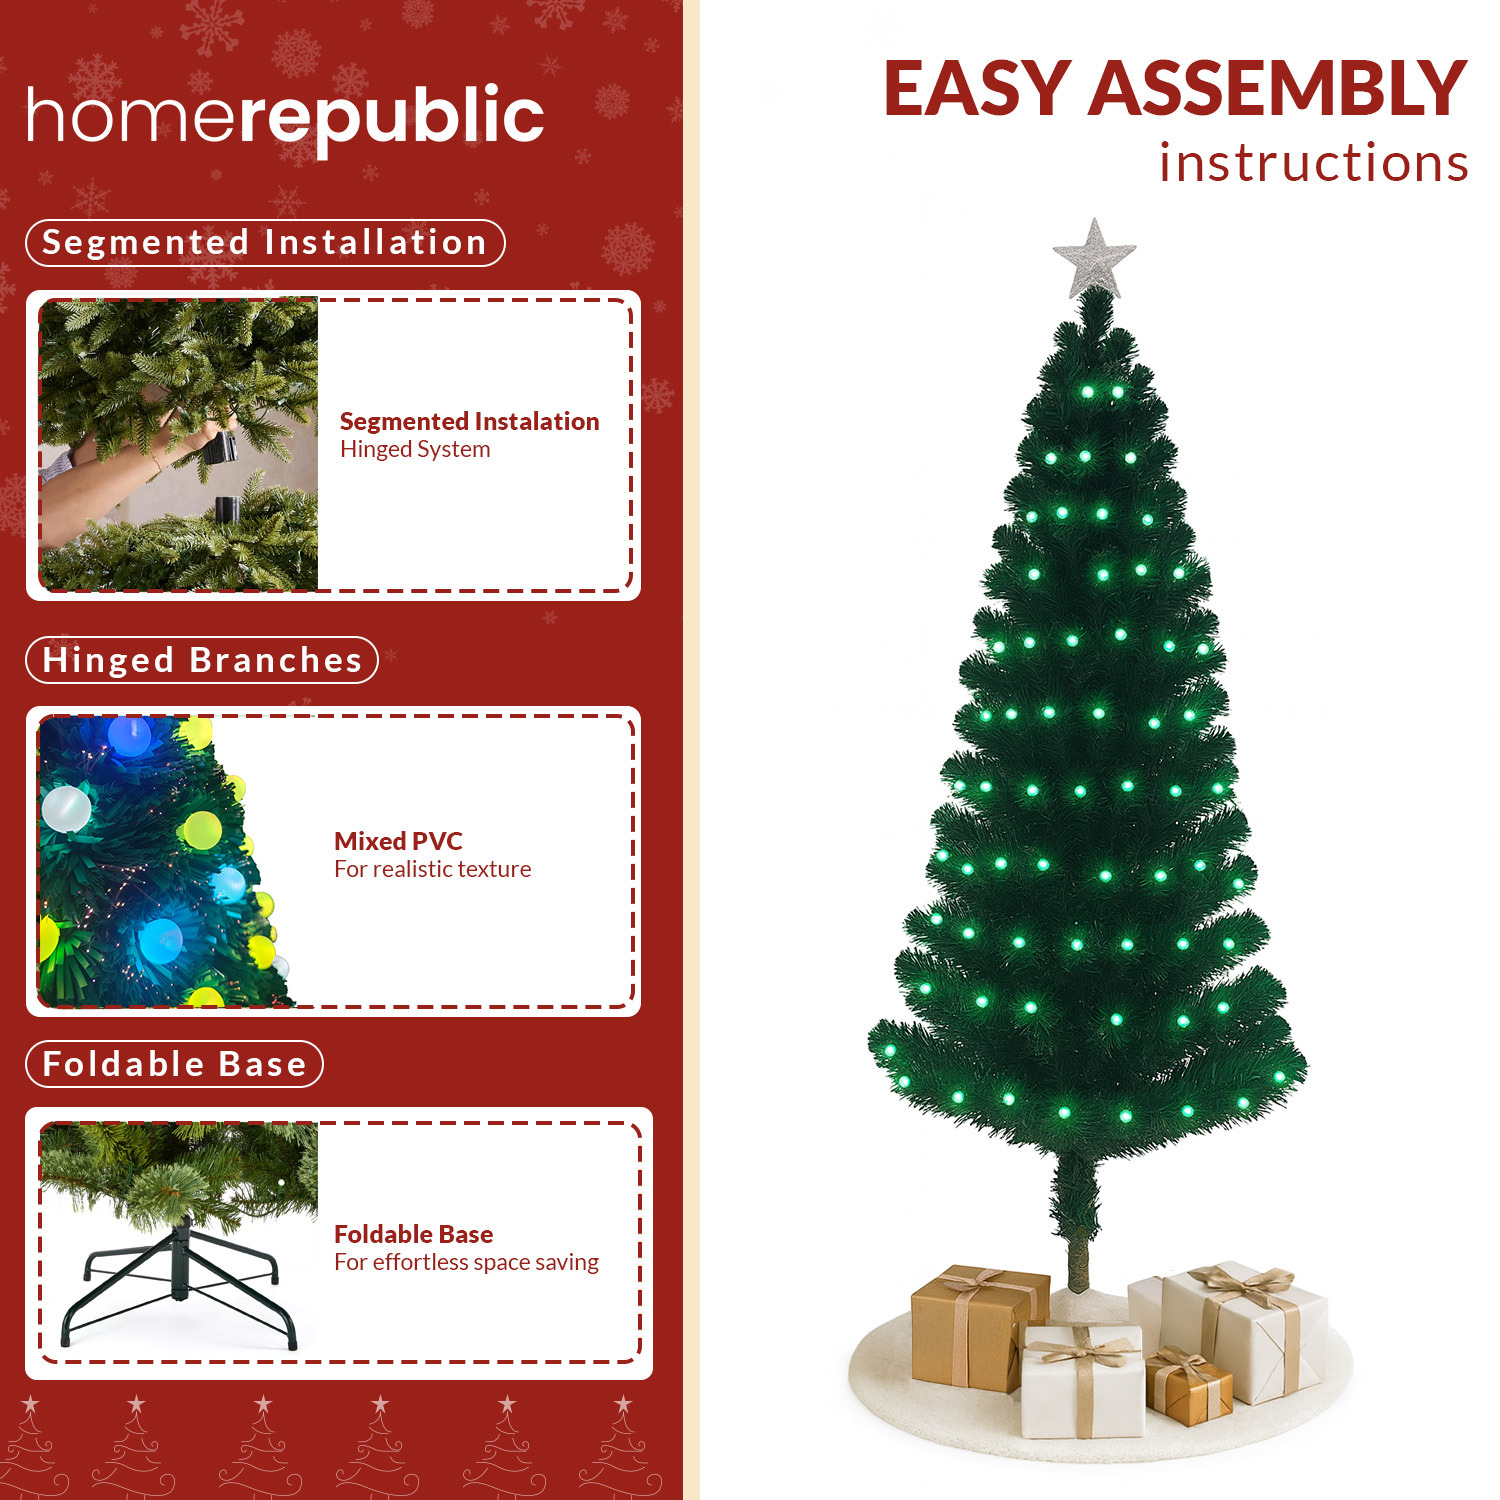 homerepublic
Segmented Installation
Segmented Instalation
Hinged System
Hinged Branches
Mixed PVC
For realistic texture
Foldable Base
Foldable Base
For effortless space saving
EASY ASSEMBLY
instructions